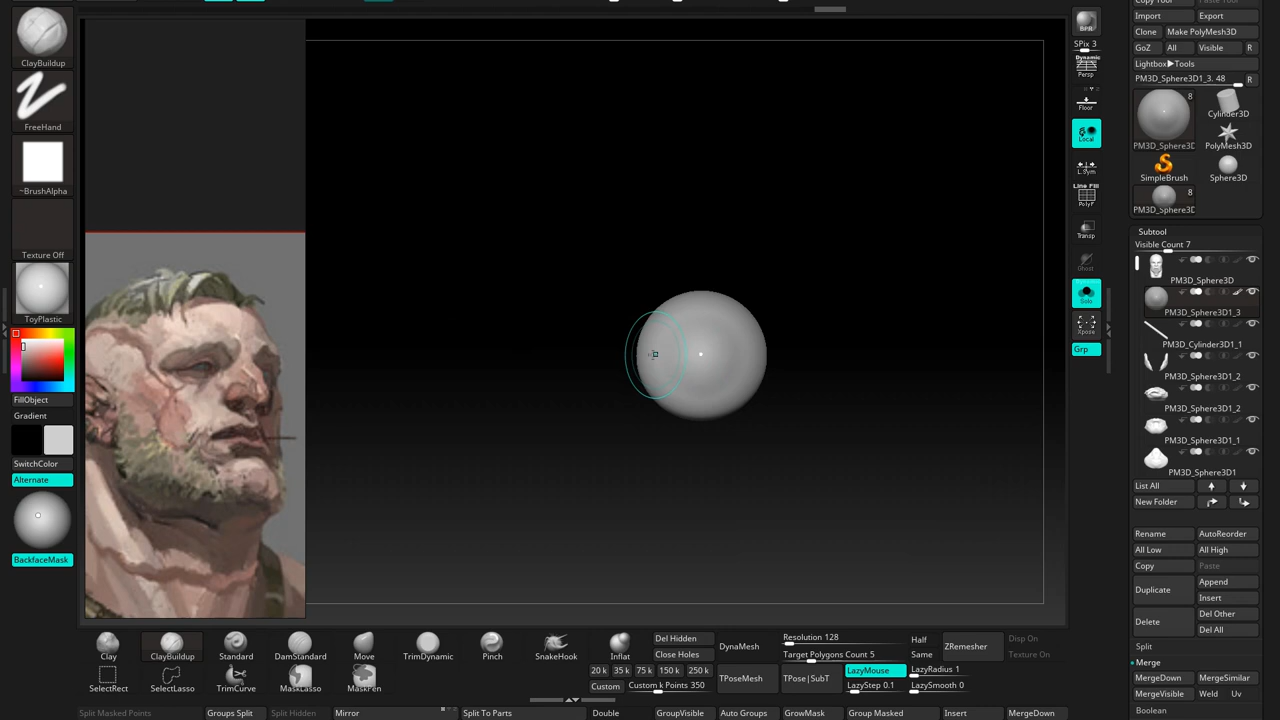 ClayBuildup
FreeHand
~BrushAlpha
Texture Off
ToyPlastic
FillObject
Gradient
SwitchColor
Alternate
BackfaceMask
BPR
SPix 3
Dynamic
Persp
Floor
Local
L.Sym
Line Fill
PolyF
Transp
Ghost
Solo
Xpose
Grp
Copy Tool
Paste Tool
Import
Export
Clone
Make PolyMesh3D
GoZ
All
Visible
R
Lightbox▶Tools
PM3D_Sphere3D1_3. 48
R
8
Cylinder3D
PM3D_Sphere3D
PolyMesh3D
SimpleBrush
Sphere3D
8
PM3D_Sphere3D
Subtool
Visible Count 7
PM3D_Sphere3D
PM3D_Sphere3D1_3
PM3D_Cylinder3D1_1
PM3D_Sphere3D1_2
PM3D_Sphere3D1_2
PM3D_Sphere3D1_1
PM3D_Sphere3D1
List All
New Folder
Rename
AutoReorder
All Low
All High
Copy
Paste
Duplicate
Append
Insert
Delete
Del Other
Del All
Split
Merge
MergeDown
MergeSimilar
MergeVisible
Weld
Uv
Boolean
Clay
ClayBuildup
Standard
DamStandard
Move
TrimDynamic
Pinch
SnakeHook
Inflat
SelectRect
SelectLasso
TrimCurve
MaskLasso
MaskPen
Del Hidden
Close Holes
DynaMesh
Resolution 128
Target Polygons Count 5
Half
Same
ZRemesher
Disp On
Texture On
20 k
35 k
75 k
150 k
250 k
Custom
Custom k Points 350
TPoseMesh
TPose|SubT
LazyMouse
LazyStep 0.1
LazyRadius 1
LazySmooth 0
Split Masked Points
Groups Split
Split Hidden
Mirror
Split To Parts
Double
GroupVisible
Auto Groups
GrowMask
Group Masked
Insert
MergeDown